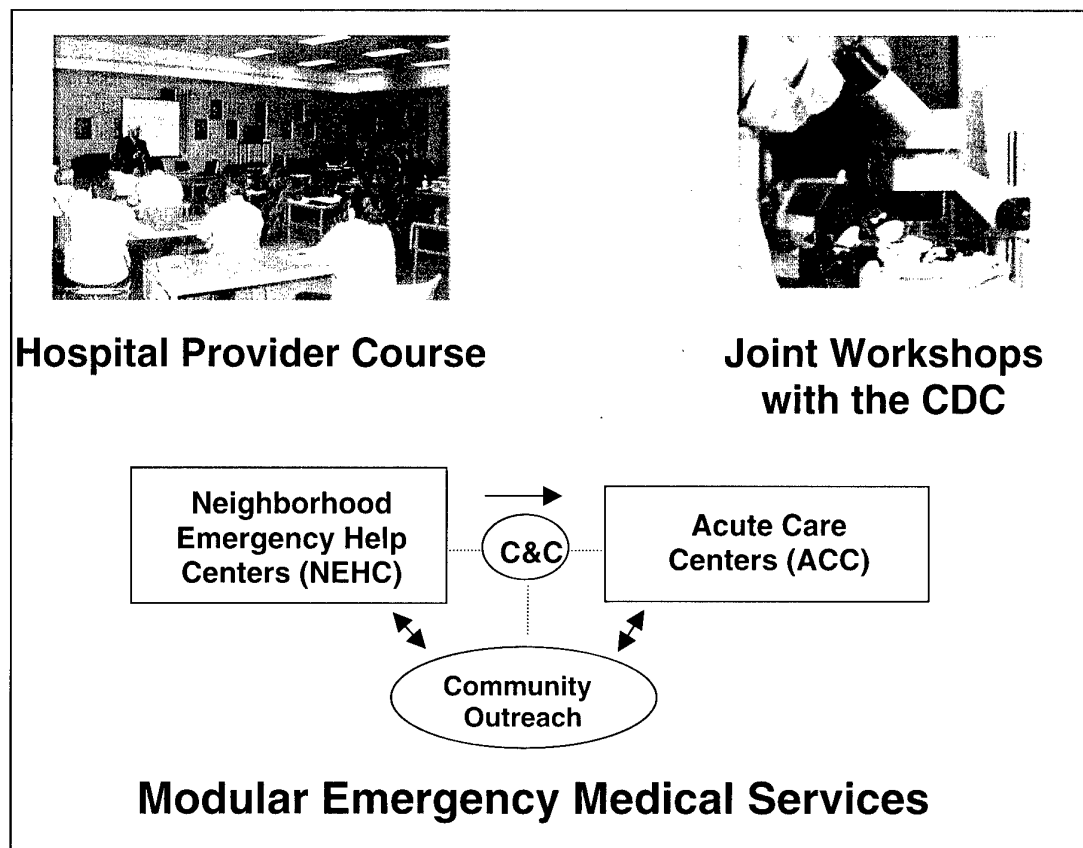 Hospital Provider Course
Joint Workshops
with the CDC
Neighborhood
Emergency Help
Centers (NEHC)
C&C
Acute Care
Centers (ACC)
Community
Outreach
Modular Emergency Medical Services